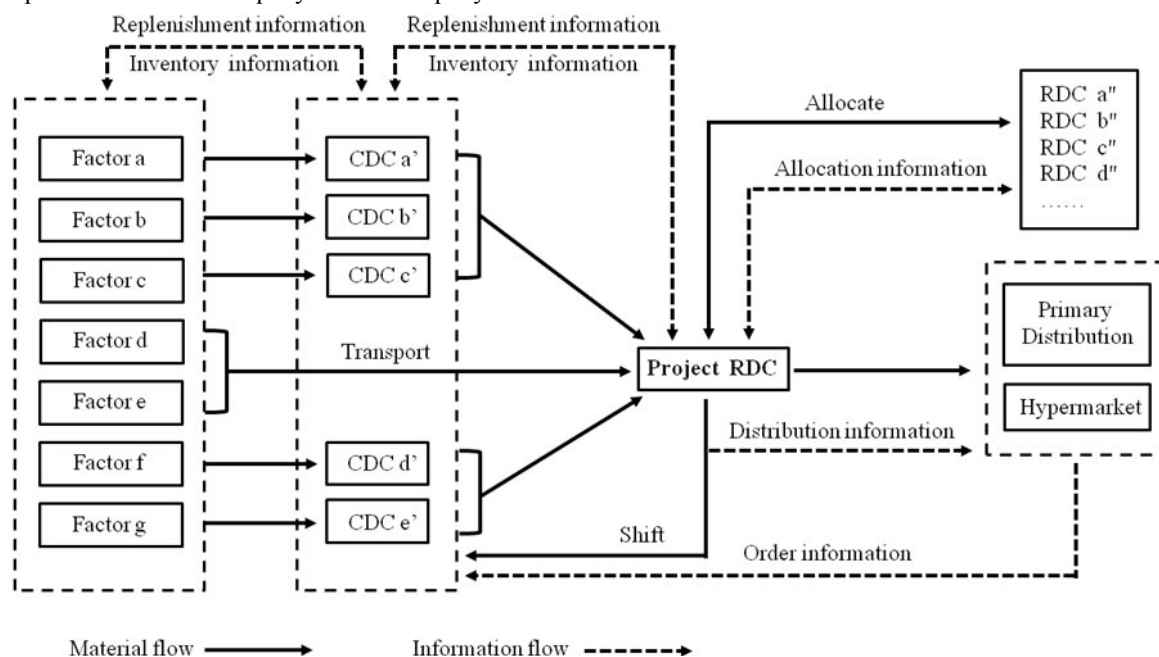 Replenishment information
Inventory information
Replenishment information
Inventory information
Factor a
Factor b
Factor c
Factor d
Factor e
Factor f
Factor g
CDC a’
CDC b’
CDC c’
CDC d’
CDC e’
Transport
Project RDC
Allocate
Allocation information
RDC a"
RDC b"
RDC c"
RDC d"
......
Primary
Distribution
Hypermarket
Distribution information
Shift
Order information
Material flow
Information flow